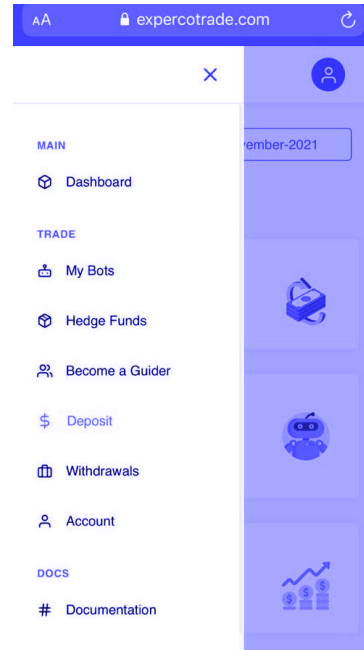 AA expercotrade.com
MAIN
vember-2021
Dashboard
TRADE
My Bots
Hedge Funds
Become a Guider
$ Deposit
Withdrawals
Account
DOCS
# Documentation